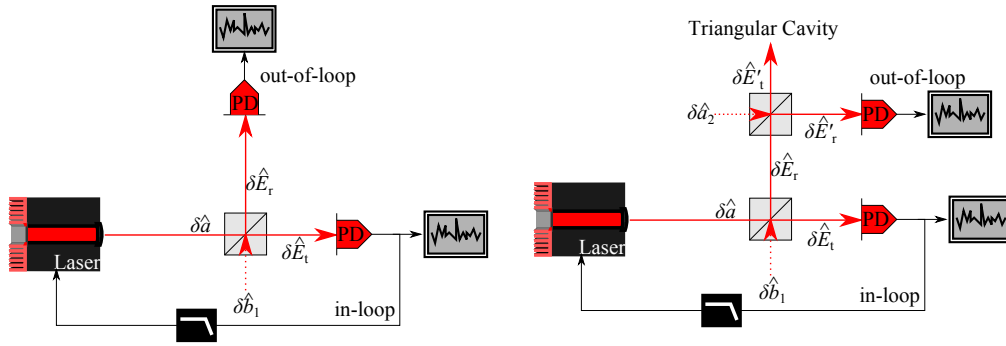 PD
out-of-loop
δÊr
δâ
Laser
PD
δÊt
δb̂1
in-loop
Triangular Cavity
δÊ′t
out-of-loop
δâ2
PD
δÊ′r
δÊr
δâ
Laser
PD
δÊt
δb̂1
in-loop